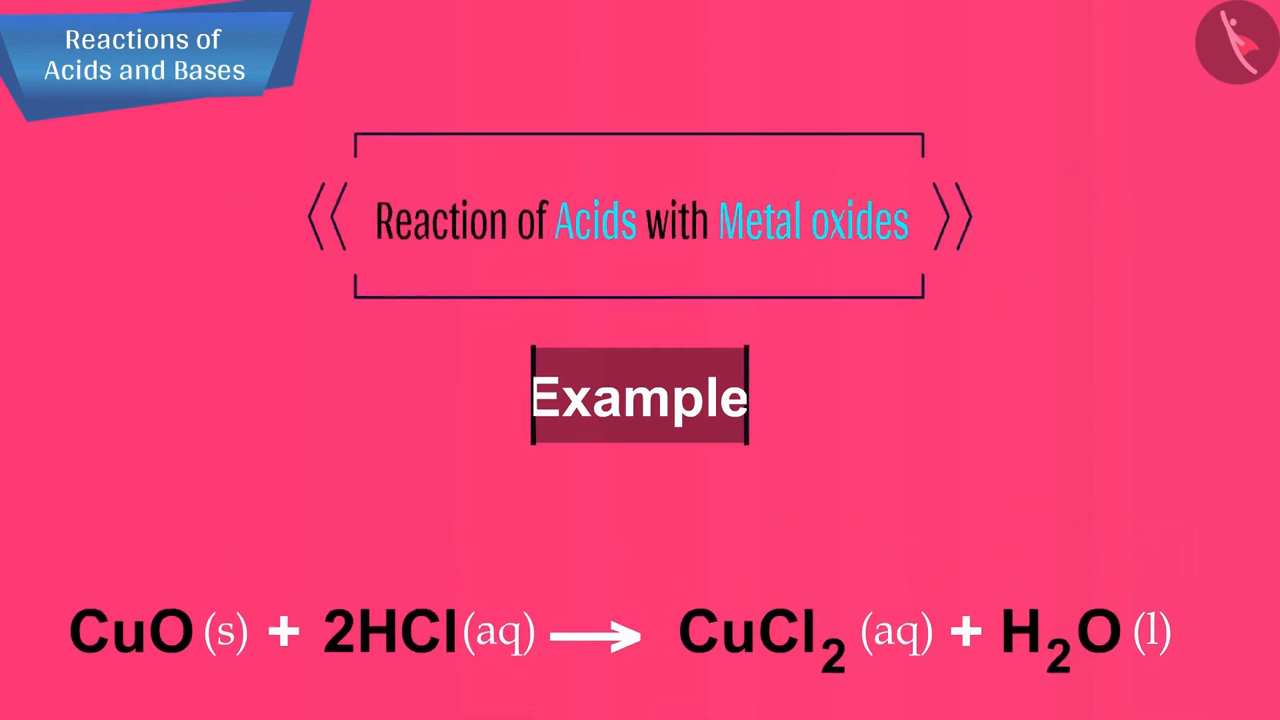 Reactions of
Acids and Bases
Reaction of Acids with Metal oxides
Example
CuO (s) + 2HCl (aq) → CuCl₂ (aq) + H₂O (l)